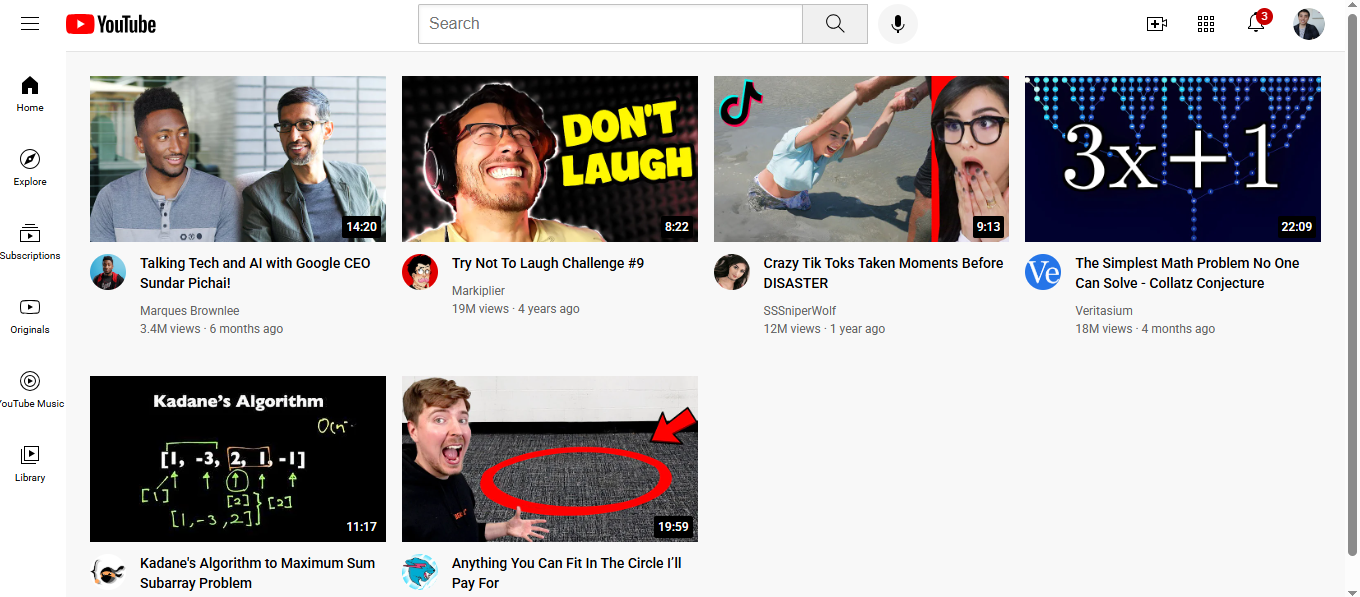 YouTube
Search
3
Home
Explore
Subscriptions
Originals
YouTube Music
Library
14:20
Talking Tech and AI with Google CEO
Sundar Pichai!
Marques Brownlee
3.4M views · 6 months ago
DON'T
LAUGH
8:22
Try Not To Laugh Challenge #9
Markiplier
19M views · 4 years ago
9:13
Crazy Tik Toks Taken Moments Before
DISASTER
SSSniperWolf
12M views · 1 year ago
3x+1
22:09
Ve
The Simplest Math Problem No One
Can Solve - Collatz Conjecture
Veritasium
18M views · 4 months ago
Kadane's Algorithm
[1, -3, 2, 1, -1]
[1]
[2]
[2]
[1,-3,2]
11:17
Kadane's Algorithm to Maximum Sum
Subarray Problem
19:59
Anything You Can Fit In The Circle I'll
Pay For